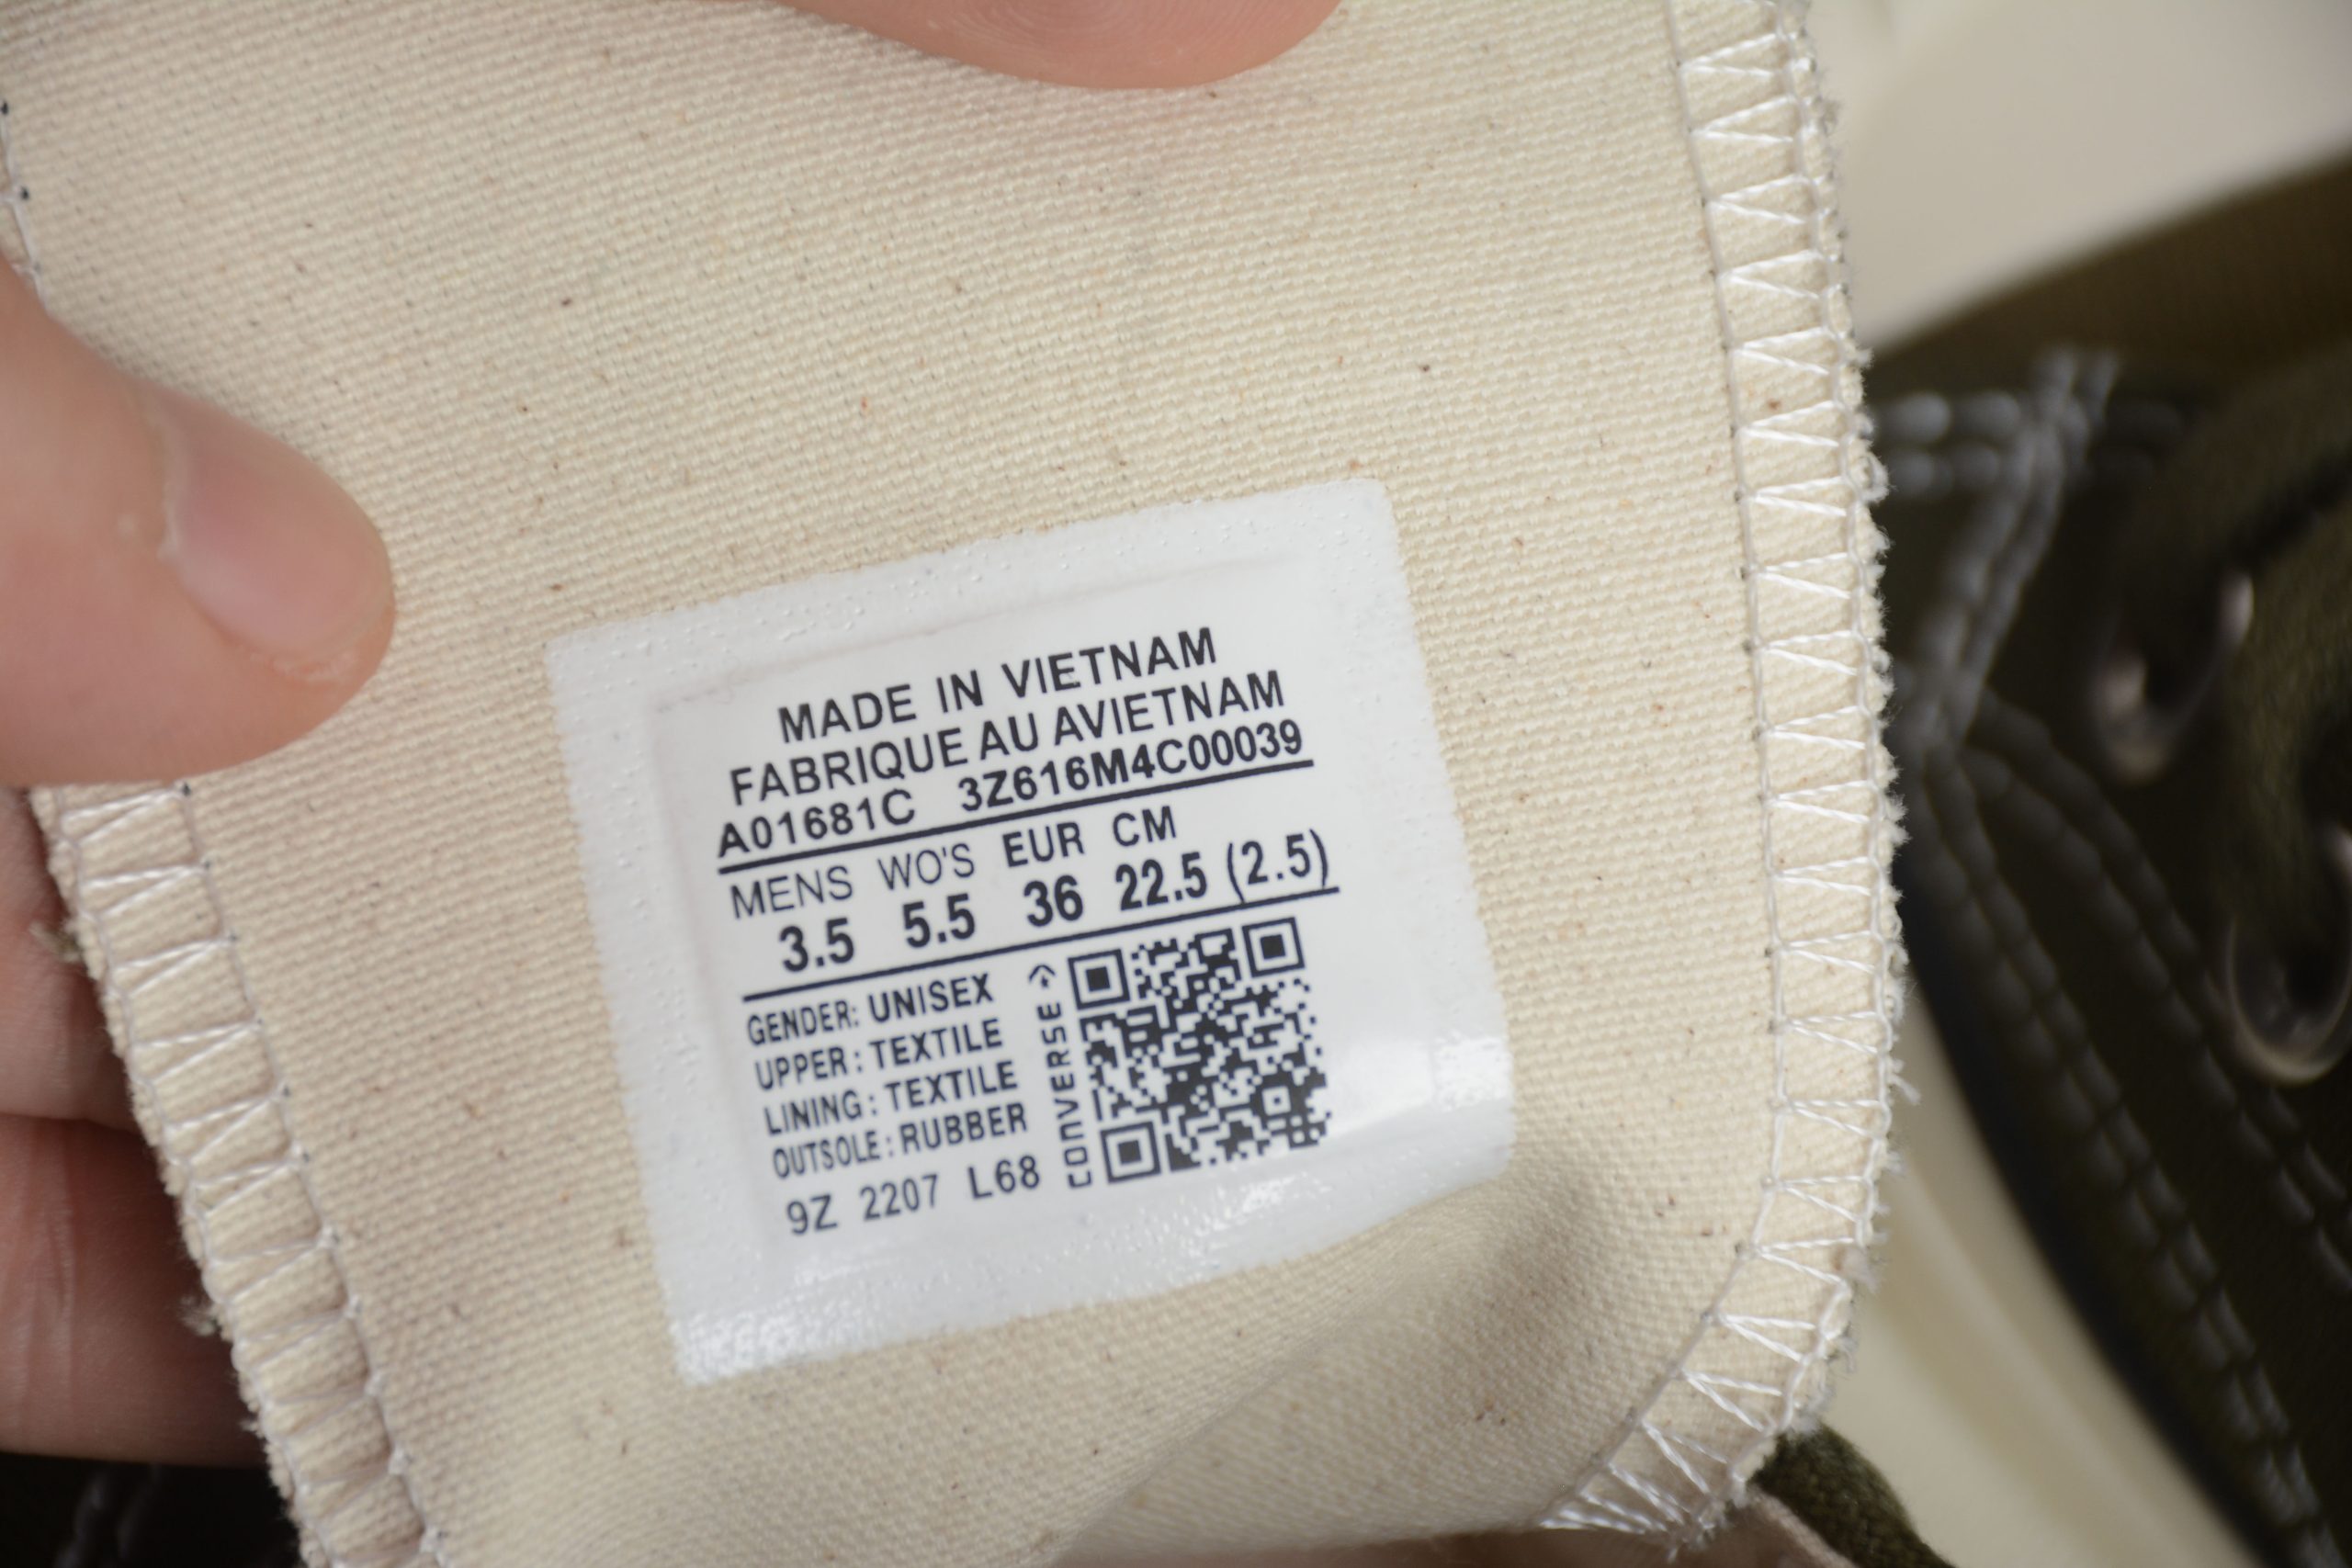 MADE IN VIETNAM
FABRIQUE AU AVIETNAM
A01681C 3Z616M4C00039
MENS WO'S EUR CM
3.5 5.5 36 22.5 (2.5)
GENDER: UNISEX
UPPER: TEXTILE
LINING: TEXTILE
OUTSOLE: RUBBER
9Z 2207 L68
CONVERSE